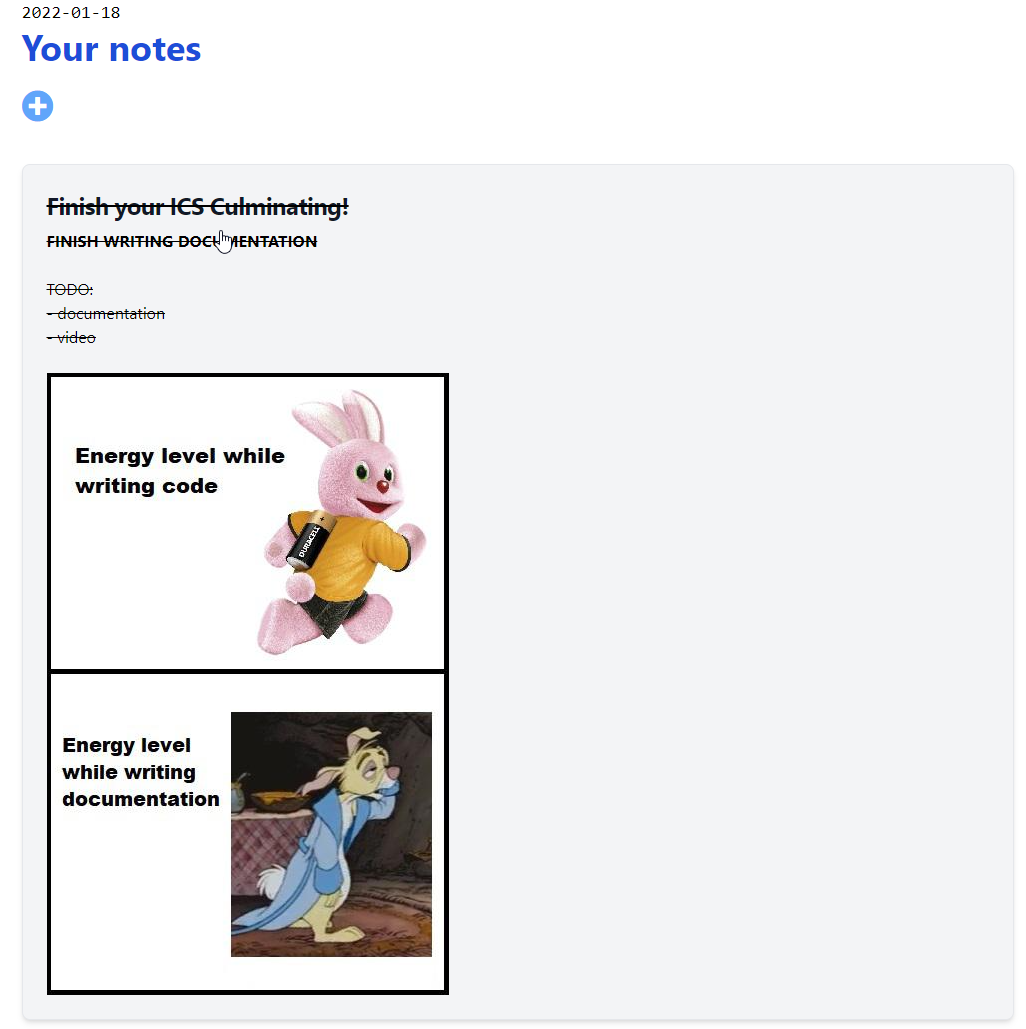 2022-01-18
Your notes
Finish your ICS Culminating!
FINISH WRITING DOCUMENTATION
TODO:
- documentation
- video
Energy level while
writing code
DURACELL
Energy level
while writing
documentation